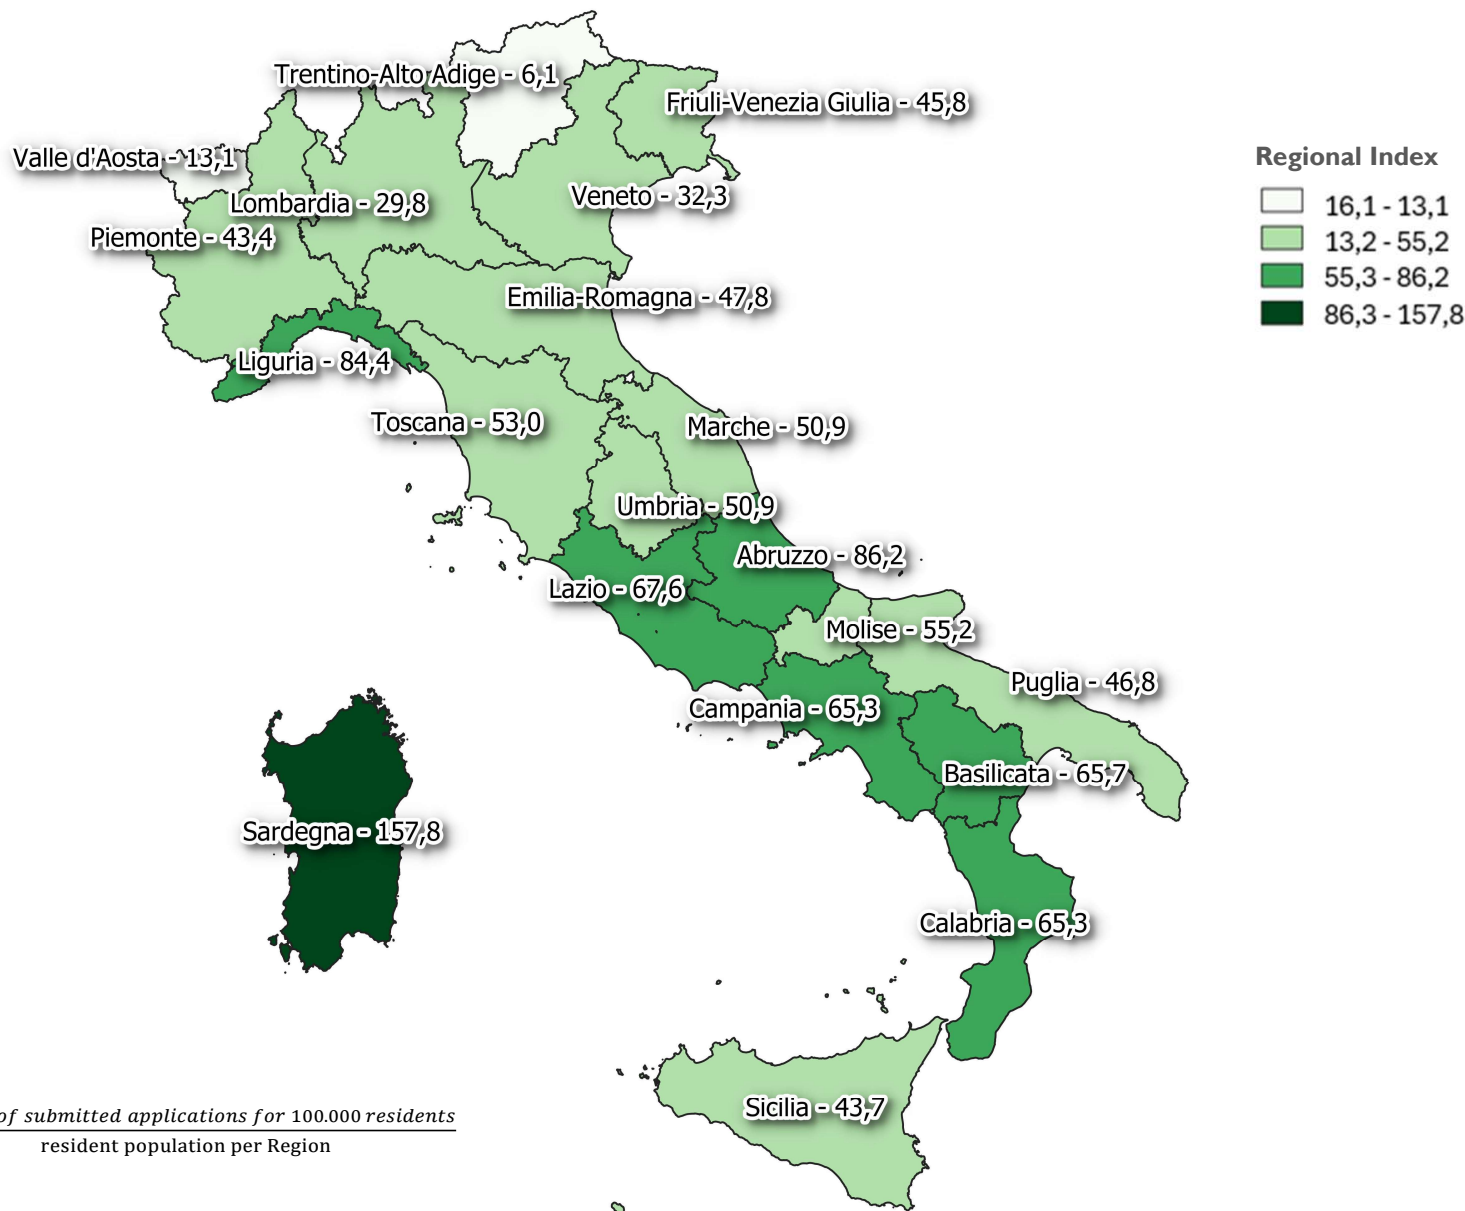 Trentino-Alto Adige - 6,1
Friuli-Venezia Giulia - 45,8
Valle d'Aosta - 13,1
Lombardia - 29,8
Veneto - 32,3
Piemonte - 43,4
Emilia-Romagna - 47,8
Liguria - 84,4
Toscana - 53,0
Marche - 50,9
Umbria - 50,9
Abruzzo - 86,2
Lazio - 67,6
Molise - 55,2
Puglia - 46,8
Campania - 65,3
Basilicata - 65,7
Sardegna - 157,8
Calabria - 65,3
Sicilia - 43,7
Regional Index
16,1 - 13,1
13,2 - 55,2
55,3 - 86,2
86,3 - 157,8
of submitted applications for 100.000 residents
resident population per Region